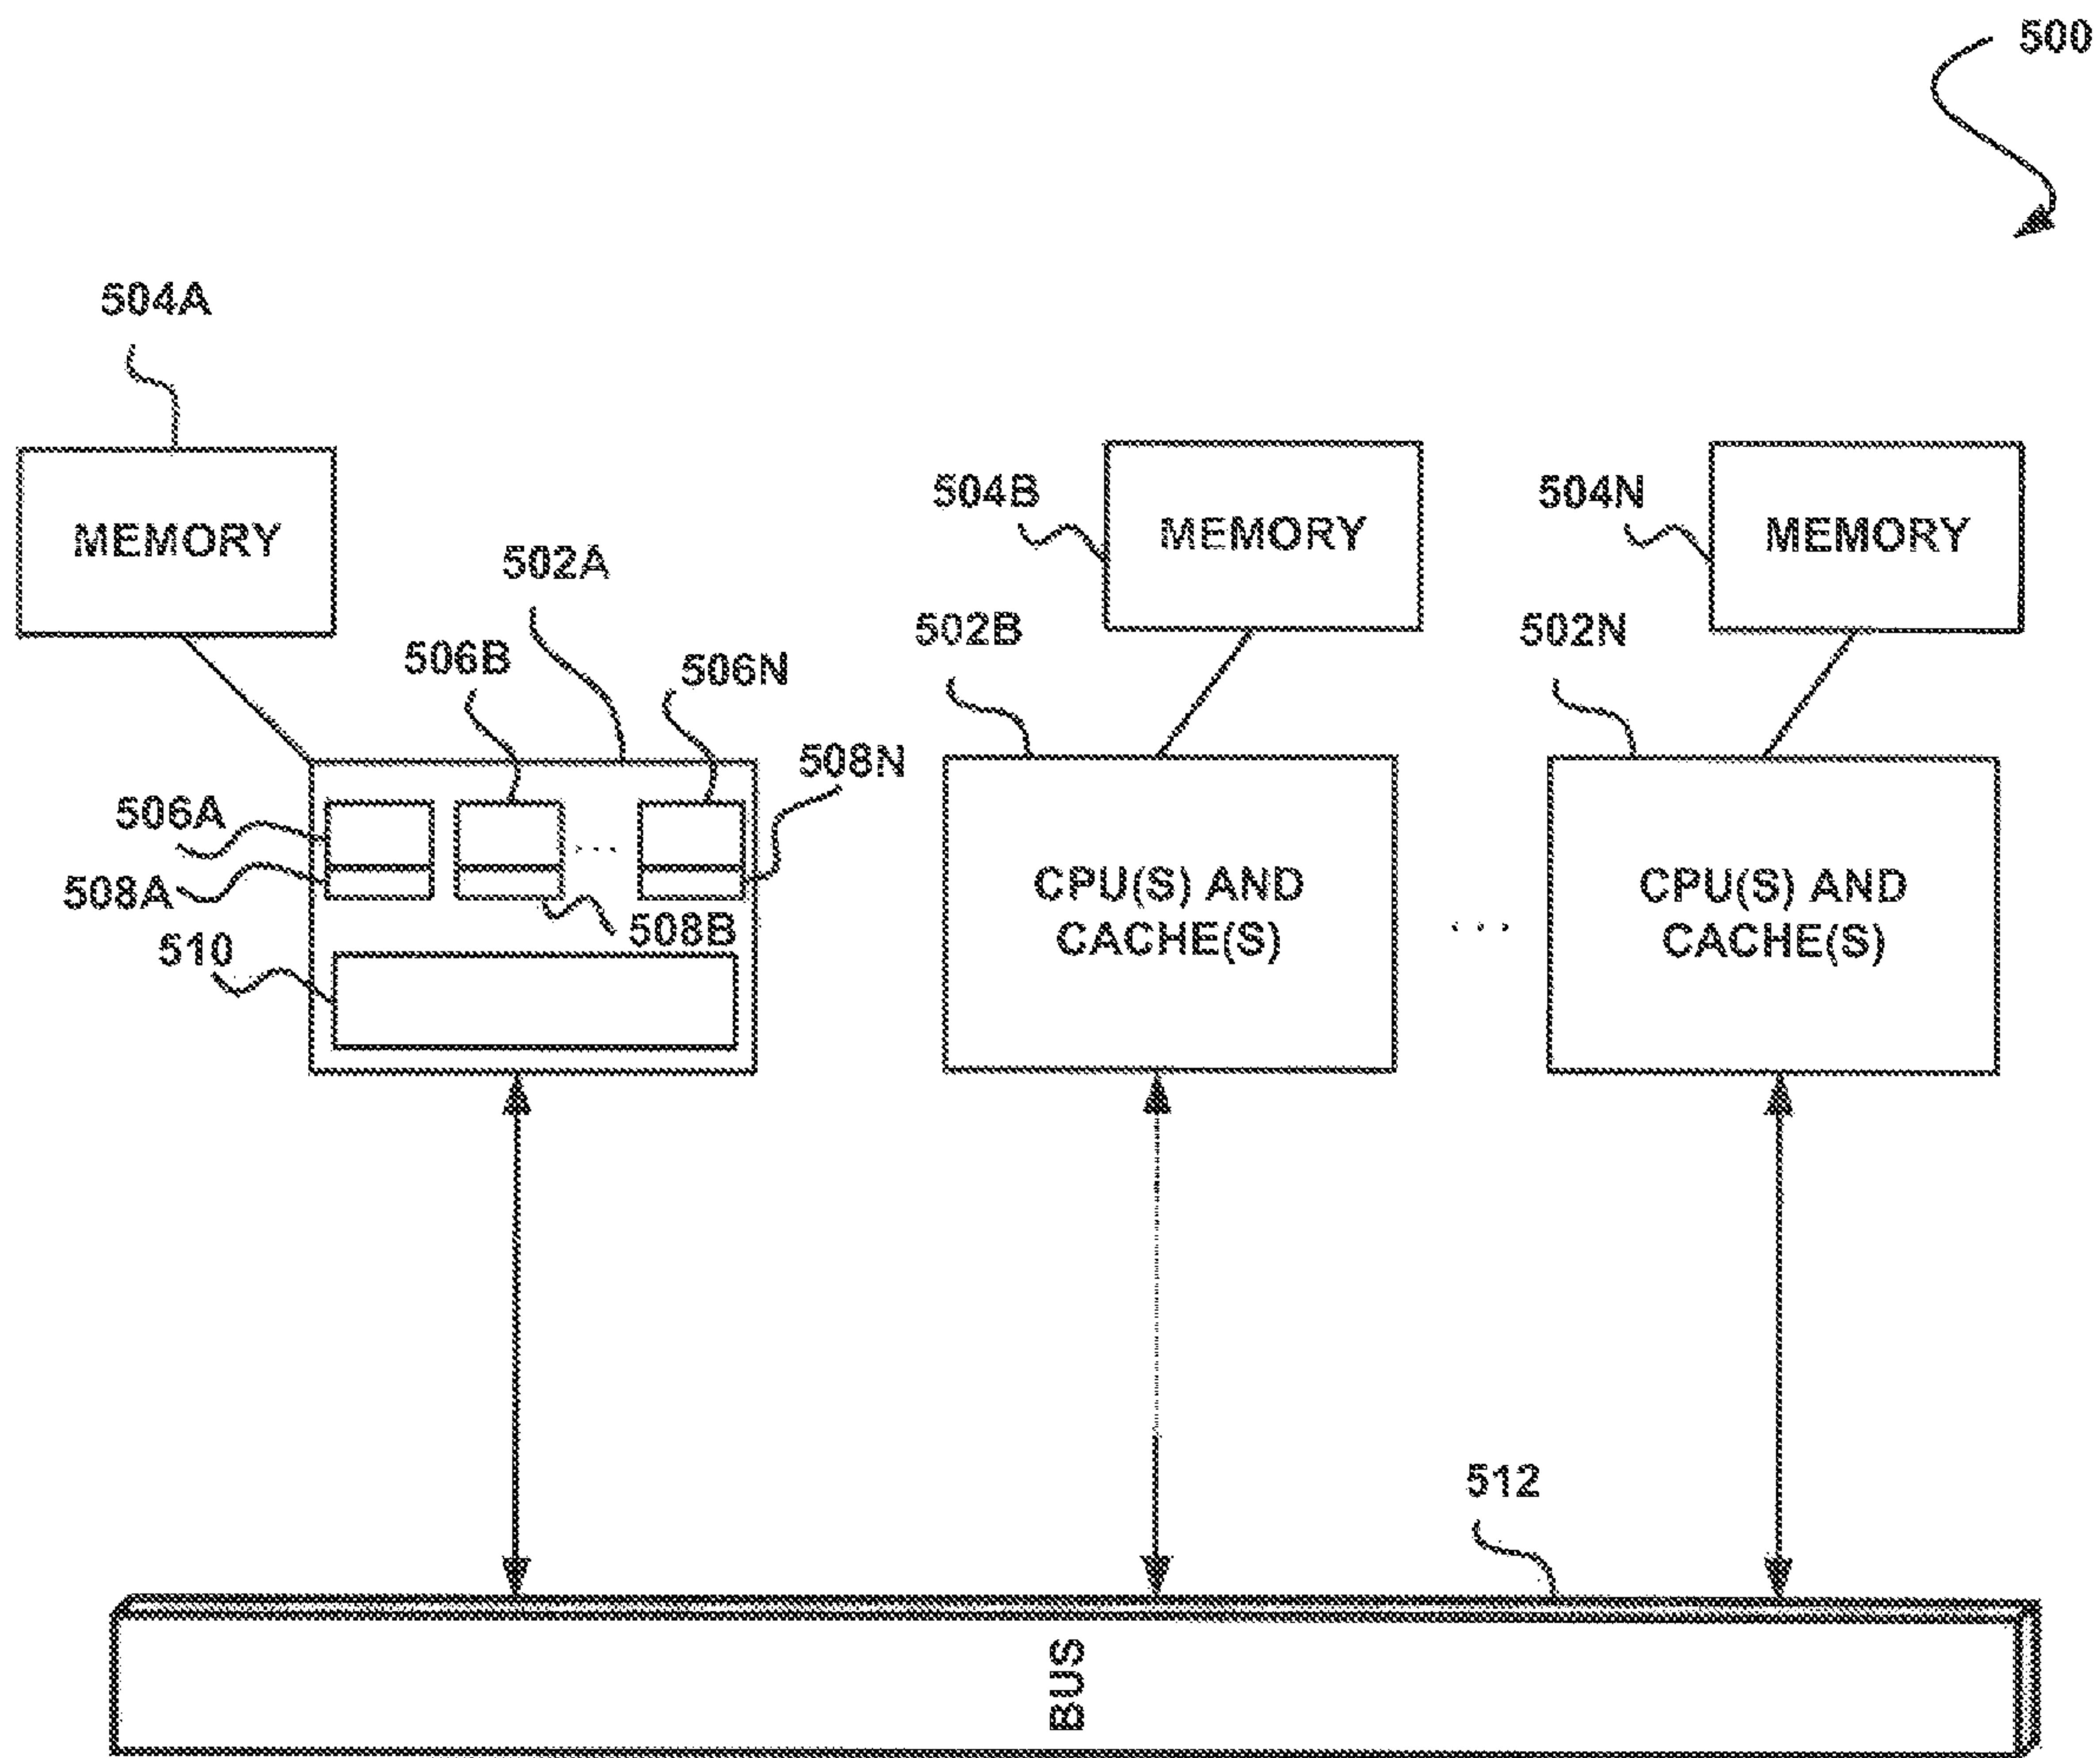 500
504A
MEMORY
504B
MEMORY
504N
MEMORY
502A
502B
502N
506B
506N
508N
506A
508A
508B
510
...
CPU(S) AND
CACHE(S)
...
CPU(S) AND
CACHE(S)
512
BUS